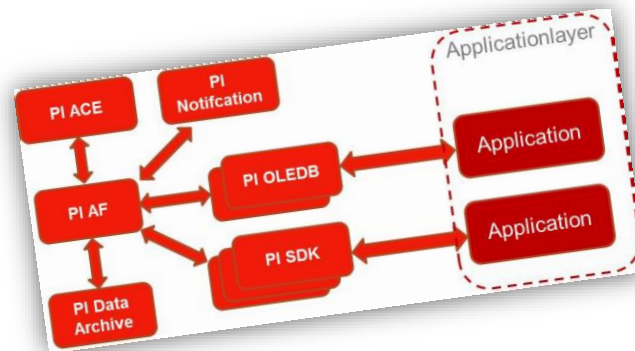 Applicationlayer
PI ACE
PI
Notifcation
Application
PI OLEDB
PI AF
Application
PI SDK
PI Data
Archive